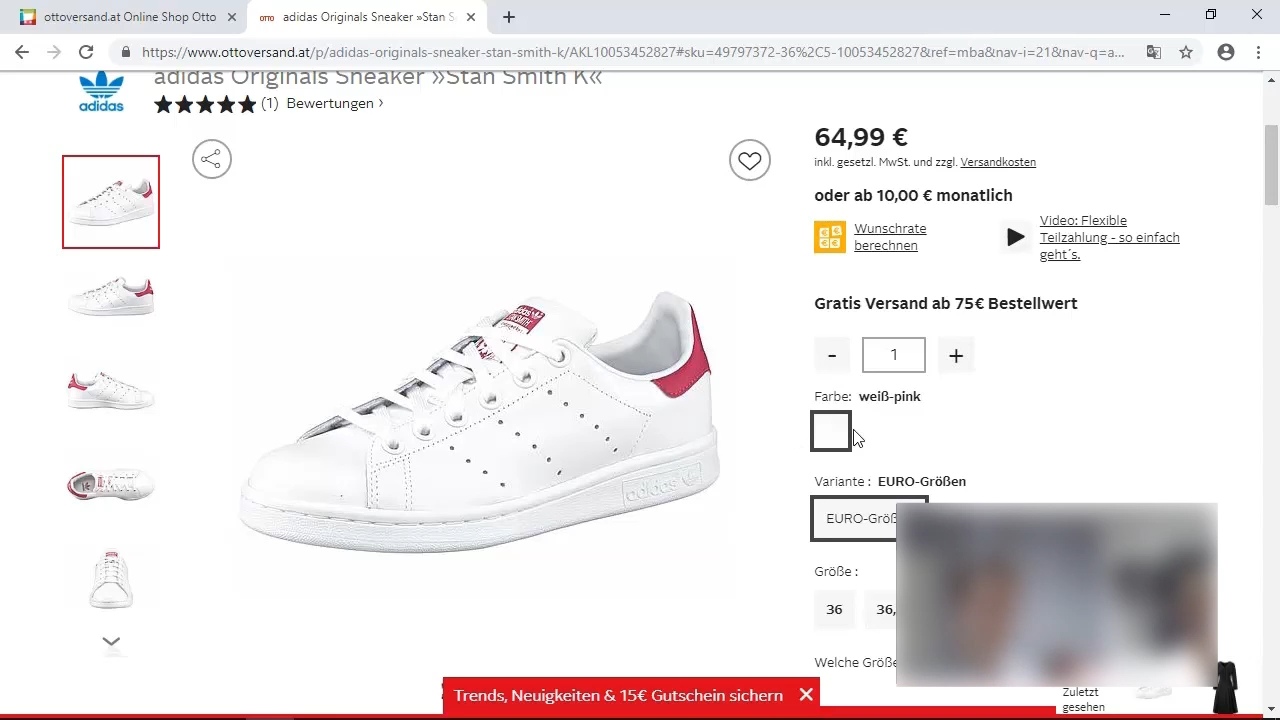 ottoversand.at Online Shop Otto
OTTO adidas Originals Sneaker »Stan S
https://www.ottoversand.at/p/adidas-originals-sneaker-stan-smith-k/AKL10053452827#sku=49797372-36%2C5-10053452827&ref=mba&nav-i=21&nav-q=a...
adidas Originals Sneaker »Stan Smith K«
adidas
(1) Bewertungen ›
64,99 €
inkl. gesetzl. MwSt. und zzgl. Versandkosten
oder ab 10,00 € monatlich
Wunschrate
berechnen
Video: Flexible
Teilzahlung - so einfach
geht´s.
Gratis Versand ab 75€ Bestellwert
- 1 +
Farbe: weiß-pink
Variante : EURO-Größen
EURO-Größ
Größe :
36 36,
Welche Größe
adidas
Trends, Neuigkeiten & 15€ Gutschein sichern ✕
Zuletzt
gesehen